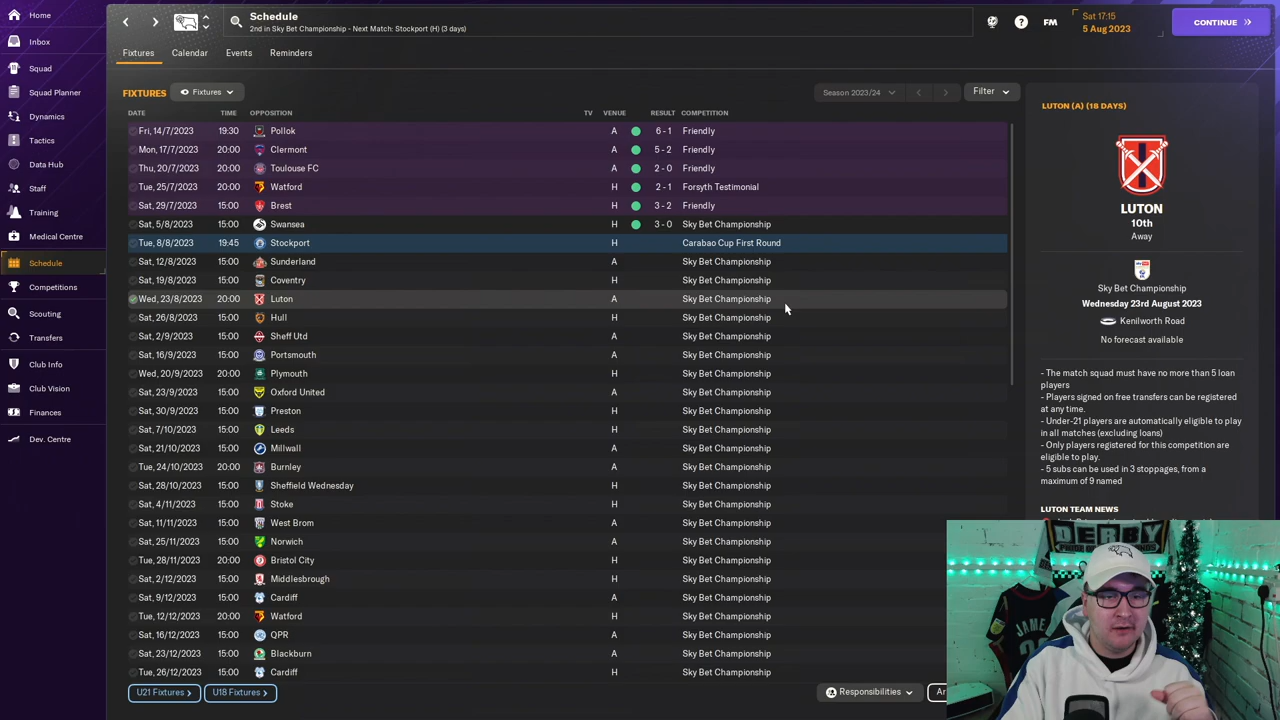 Home
Inbox
Squad
Squad Planner
Dynamics
Tactics
Data Hub
Staff
Training
Medical Centre
Schedule
Competitions
Scouting
Transfers
Club Info
Club Vision
Finances
Dev. Centre
Schedule
2nd in Sky Bet Championship - Next Match: Stockport (H) (3 days)
FM
Sat 17:15
5 Aug 2023
CONTINUE
Fixtures Calendar Events Reminders
FIXTURES Fixtures Season 2023/24 Filter
DATE TIME OPPOSITION TV VENUE RESULT COMPETITION
Fri, 14/7/2023 19:30 Pollok A 6 - 1 Friendly
Mon, 17/7/2023 20:00 Clermont A 5 - 2 Friendly
Thu, 20/7/2023 20:00 Toulouse FC A 2 - 0 Friendly
Tue, 25/7/2023 20:00 Watford H 2 - 1 Forsyth Testimonial
Sat, 29/7/2023 15:00 Brest H 3 - 2 Friendly
Sat, 5/8/2023 15:00 Swansea H 3 - 0 Sky Bet Championship
Tue, 8/8/2023 19:45 Stockport H Carabao Cup First Round
Sat, 12/8/2023 15:00 Sunderland A Sky Bet Championship
Sat, 19/8/2023 15:00 Coventry H Sky Bet Championship
Wed, 23/8/2023 20:00 Luton A Sky Bet Championship
Sat, 26/8/2023 15:00 Hull H Sky Bet Championship
Sat, 2/9/2023 15:00 Sheff Utd A Sky Bet Championship
Sat, 16/9/2023 15:00 Portsmouth A Sky Bet Championship
Wed, 20/9/2023 20:00 Plymouth H Sky Bet Championship
Sat, 23/9/2023 15:00 Oxford United A Sky Bet Championship
Sat, 30/9/2023 15:00 Preston H Sky Bet Championship
Sat, 7/10/2023 15:00 Leeds H Sky Bet Championship
Sat, 21/10/2023 15:00 Millwall A Sky Bet Championship
Tue, 24/10/2023 20:00 Burnley A Sky Bet Championship
Sat, 28/10/2023 15:00 Sheffield Wednesday H Sky Bet Championship
Sat, 4/11/2023 15:00 Stoke H Sky Bet Championship
Sat, 11/11/2023 15:00 West Brom A Sky Bet Championship
Sat, 25/11/2023 15:00 Norwich A Sky Bet Championship
Tue, 28/11/2023 20:00 Bristol City H Sky Bet Championship
Sat, 2/12/2023 15:00 Middlesbrough H Sky Bet Championship
Sat, 9/12/2023 15:00 Cardiff A Sky Bet Championship
Tue, 12/12/2023 20:00 Watford H Sky Bet Championship
Sat, 16/12/2023 15:00 QPR A Sky Bet Championship
Sat, 23/12/2023 15:00 Blackburn A Sky Bet Championship
Tue, 26/12/2023 15:00 Cardiff H Sky Bet Championship
U21 Fixtures U18 Fixtures Responsibilities
LUTON (A) (18 DAYS)
LUTON
10th
Away
Sky Bet Championship
Wednesday 23rd August 2023
Kenilworth Road
No forecast available
- The match squad must have no more than 5 loan
players
- Players signed on free transfers can be registered
at any time.
- Under-21 players are automatically eligible to play
in all matches (excluding loans)
- Only players registered for this competition are
eligible to play.
- 5 subs can be used in 3 stoppages, from a
maximum of 9 named
LUTON TEAM NEWS
DERBY
JAME